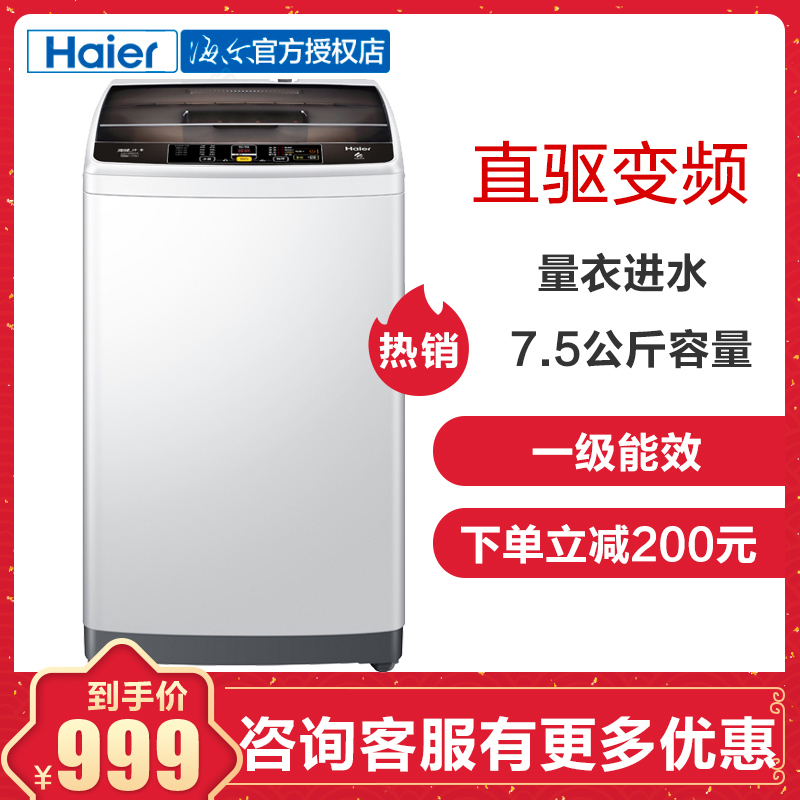 Haier 海尔官方授权店
Haier
直驱变频
量衣进水
7.5公斤容量
热销
一级能效
下单立减200元
到手价
¥999
咨询客服有更多优惠